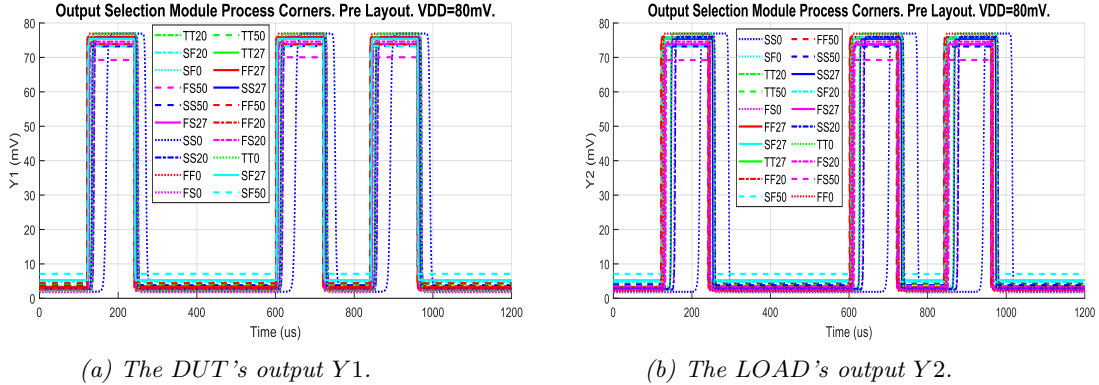 Output Selection Module Process Corners. Pre Layout. VDD=80mV.
80
70
60
50
40
30
20
10
0
Y1 (mV)
TT20 TT50
SF20 TT27
SF0 FF27
FS50 SS27
SS50 FF50
FS27 FF20
SS0 FS20
SS20 TT0
FF0 SF27
FS0 SF50
0 200 400 600 800 1000 1200
Time (us)
(a) The DUT's output Y1.
Output Selection Module Process Corners. Pre Layout. VDD=80mV.
80
70
60
50
40
30
20
10
0
Y2 (mV)
SS0 FF50
SF0 SS50
TT20 SS27
TT50 SF20
FS0 FS27
FF27 SS20
SF27 TT0
TT27 FS20
FF20 FS50
SF50 FF0
0 200 400 600 800 1000 1200
Time (us)
(b) The LOAD's output Y2.